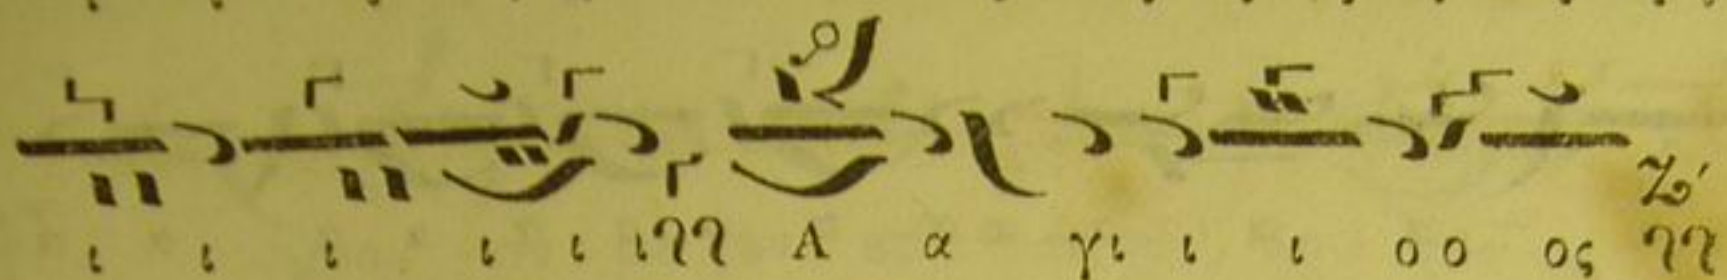 ι ι ι ι ι ι Α α γι ι ι ο ο ος